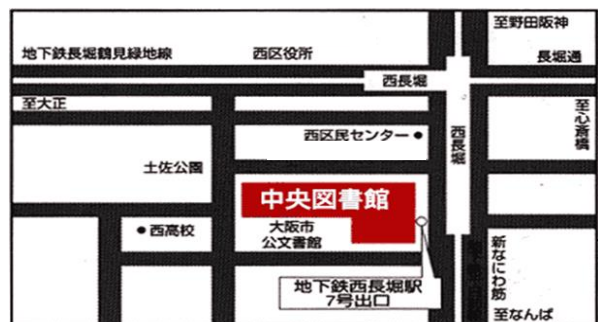 至野田阪神
地下鉄長堀鶴見緑地線
西区役所
長堀通
西長堀
至大正
至心斎橋
西区民センター
西長堀
土佐公園
中央図書館
西高校
大阪市
公文書館
新なにわ筋
地下鉄西長堀駅
7号出口
至なんば